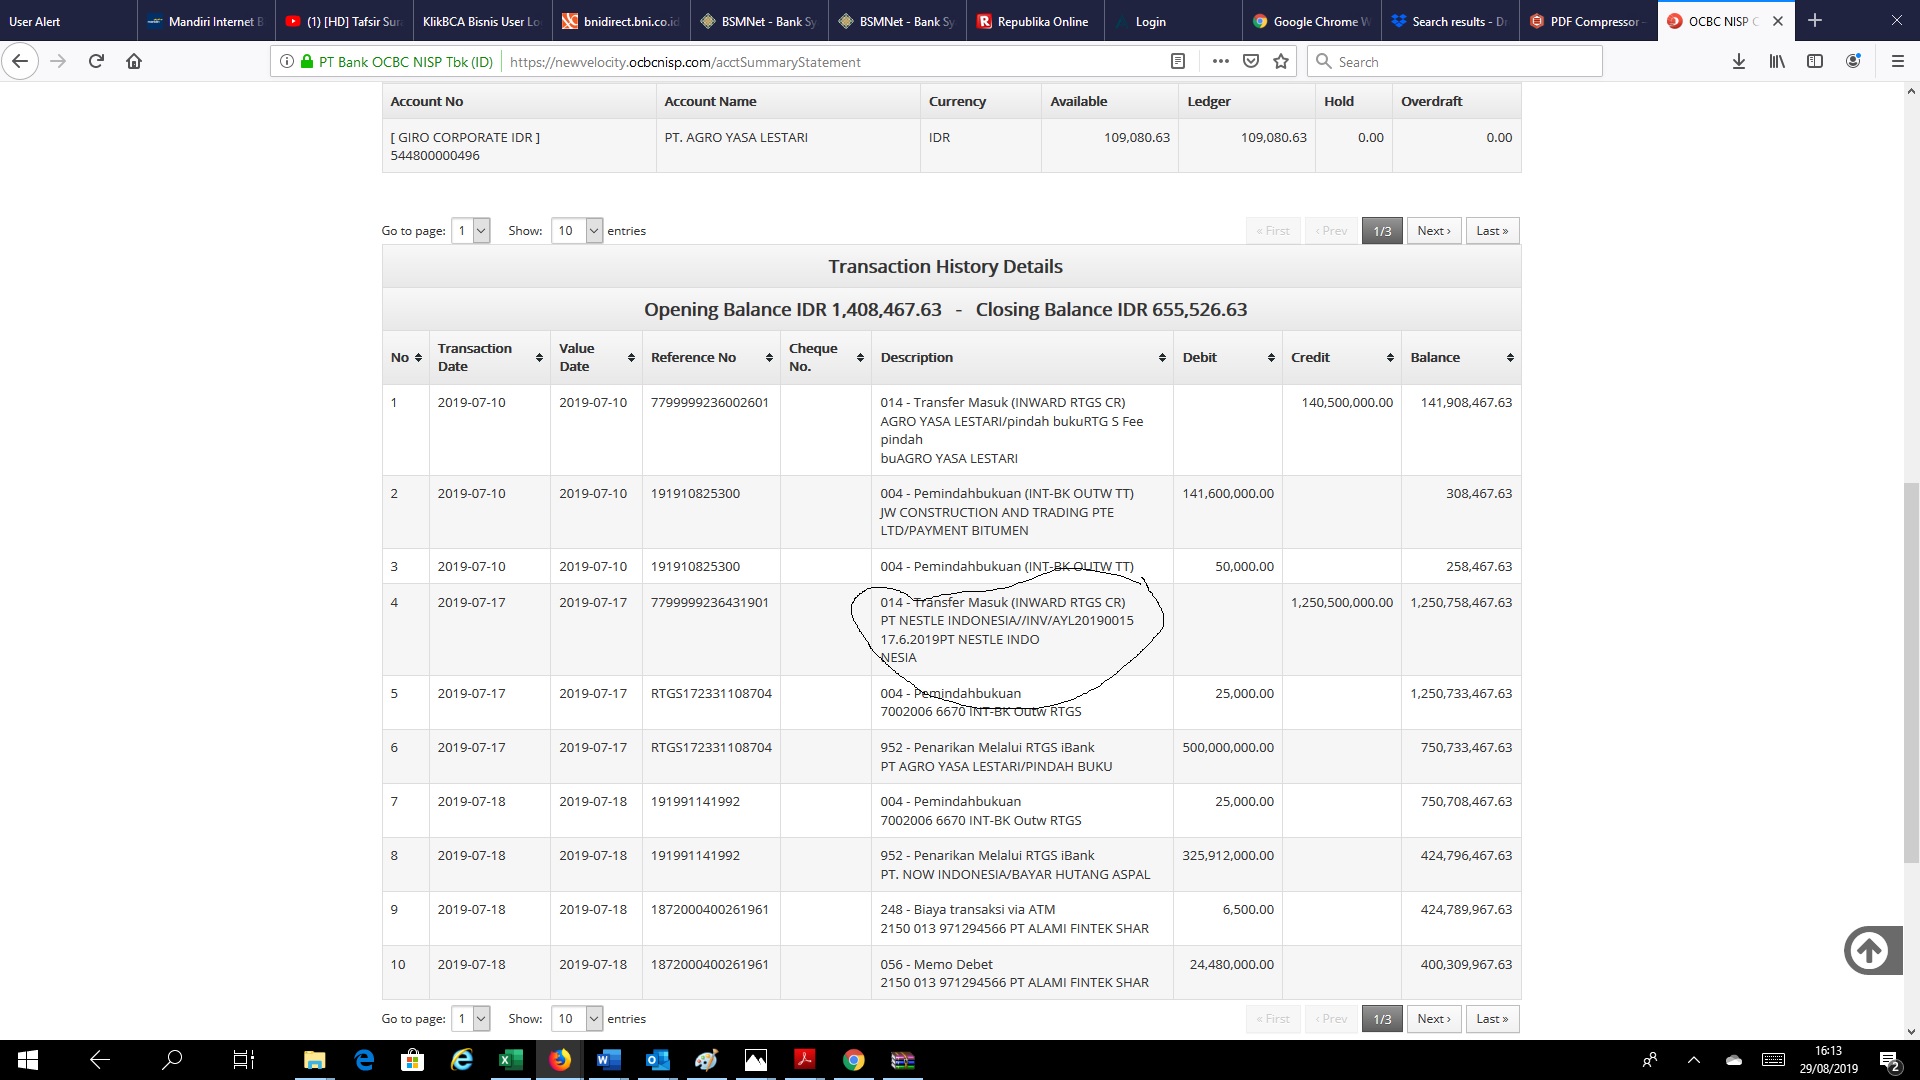 User Alert
Mandiri Internet B
(1) [HD] Tafsir Sura
KlikBCA Bisnis User Lo
bnidirect.bni.co.id
BSMNet - Bank Sy
BSMNet - Bank Sy
Republika Online
Login
Google Chrome W
Search results - Dr
PDF Compressor -
OCBC NISP C
PT Bank OCBC NISP Tbk (ID)
https://newvelocity.ocbcnisp.com/acctSummaryStatement
Search
Account No Account Name Currency Available Ledger Hold Overdraft
[ GIRO CORPORATE IDR ] PT. AGRO YASA LESTARI IDR 109,080.63 109,080.63 0.00 0.00
544800000496
Go to page: 1 Show: 10 entries « First ‹ Prev 1/3 Next › Last »
Transaction History Details
Opening Balance IDR 1,408,467.63 - Closing Balance IDR 655,526.63
No Transaction Date Value Date Reference No Cheque No. Description Debit Credit Balance
1 2019-07-10 2019-07-10 7799999236002601 014 - Transfer Masuk (INWARD RTGS CR) 140,500,000.00 141,908,467.63
AGRO YASA LESTARI/pindah bukuRTG S Fee
pindah
buAGRO YASA LESTARI
2 2019-07-10 2019-07-10 191910825300 004 - Pemindahbukuan (INT-BK OUTW TT) 141,600,000.00 308,467.63
JW CONSTRUCTION AND TRADING PTE
LTD/PAYMENT BITUMEN
3 2019-07-10 2019-07-10 191910825300 004 - Pemindahbukuan (INT-BK OUTW TT) 50,000.00 258,467.63
4 2019-07-17 2019-07-17 7799999236431901 014 - Transfer Masuk (INWARD RTGS CR) 1,250,500,000.00 1,250,758,467.63
PT NESTLE INDONESIA//INV/AYL20190015
17.6.2019PT NESTLE INDO
NESIA
5 2019-07-17 2019-07-17 RTGS172331108704 004 - Pemindahbukuan 25,000.00 1,250,733,467.63
7002006 6670 INT-BK Outw RTGS
6 2019-07-17 2019-07-17 RTGS172331108704 952 - Penarikan Melalui RTGS iBank 500,000,000.00 750,733,467.63
PT AGRO YASA LESTARI/PINDAH BUKU
7 2019-07-18 2019-07-18 191991141992 004 - Pemindahbukuan 25,000.00 750,708,467.63
7002006 6670 INT-BK Outw RTGS
8 2019-07-18 2019-07-18 191991141992 952 - Penarikan Melalui RTGS iBank 325,912,000.00 424,796,467.63
PT. NOW INDONESIA/BAYAR HUTANG ASPAL
9 2019-07-18 2019-07-18 1872000400261961 248 - Biaya transaksi via ATM 6,500.00 424,789,967.63
2150 013 971294566 PT ALAMI FINTEK SHAR
10 2019-07-18 2019-07-18 1872000400261961 056 - Memo Debet 24,480,000.00 400,309,967.63
2150 013 971294566 PT ALAMI FINTEK SHAR
Go to page: 1 Show: 10 entries « First ‹ Prev 1/3 Next › Last »
16:13
29/08/2019
2